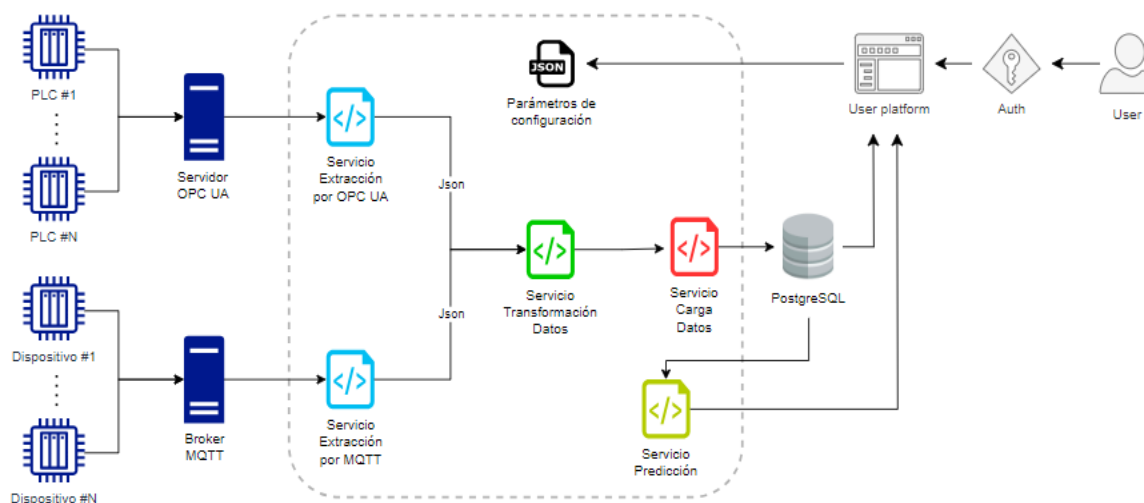 PLC #1
PLC #N
Servidor
OPC UA
Servicio
Extracción
por OPC UA
Json
JSON
Parámetros de
configuración
User platform
Auth
User
Servicio
Transformación
Datos
Servicio
Carga
Datos
PostgreSQL
Json
Dispositivo #1
Dispositivo #N
Broker
MQTT
Servicio
Extracción
por MQTT
Servicio
Predicción